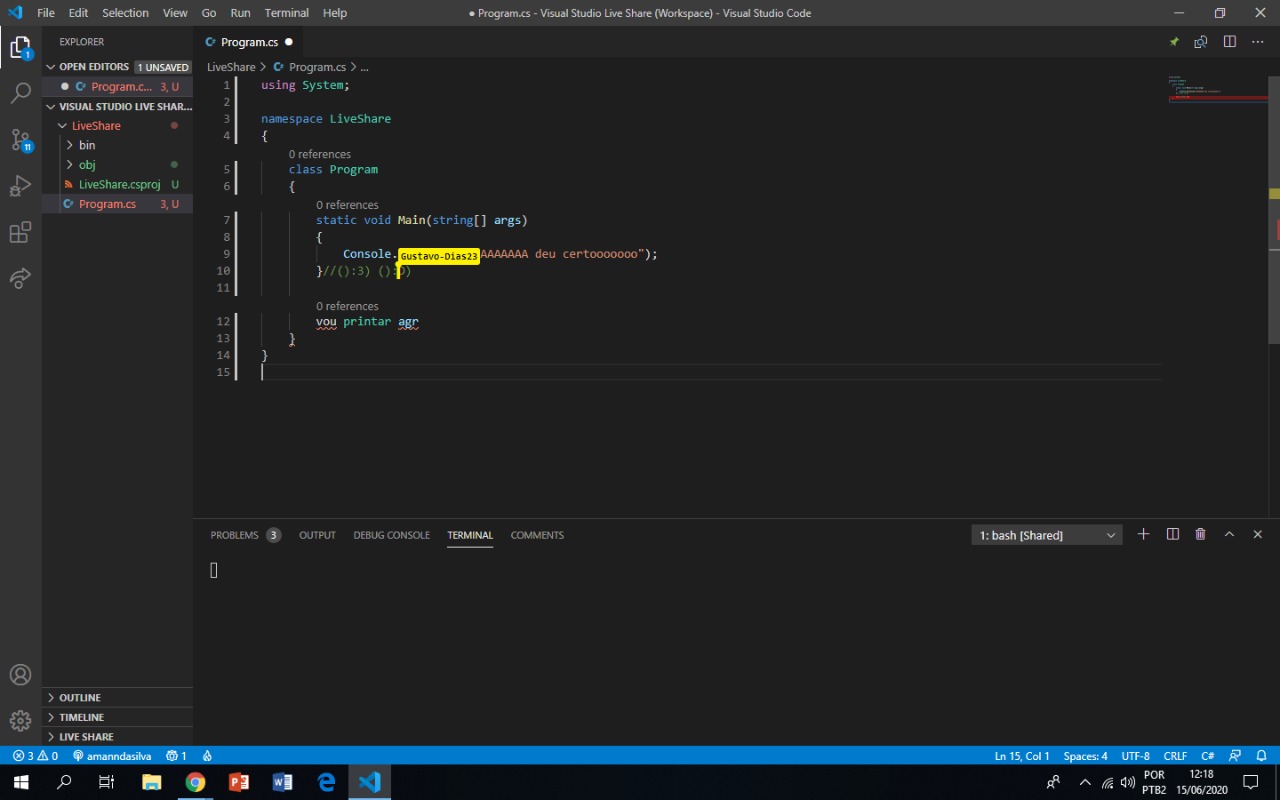 File Edit Selection View Go Run Terminal Help
● Program.cs - Visual Studio Live Share (Workspace) - Visual Studio Code
EXPLORER
OPEN EDITORS 1 UNSAVED
Program.c... 3, U
VISUAL STUDIO LIVE SHAR...
LiveShare
bin
obj
LiveShare.csproj U
Program.cs 3, U
OUTLINE
TIMELINE
LIVE SHARE
Program.cs ●
LiveShare > Program.cs > ...
1 using System;
2
3 namespace LiveShare
4 {
0 references
5 class Program
6 {
0 references
7 static void Main(string[] args)
8 {
Gustavo-Dias23
9 Console. AAAAAAA deu certooooooo");
10 }//():3) ():D)
11
0 references
12 vou printar agr
13 }
14 }
15
PROBLEMS 3 OUTPUT DEBUG CONSOLE TERMINAL COMMENTS
1: bash [Shared]
1
11
3 0 amanndasilva 1
Ln 15, Col 1 Spaces: 4 UTF-8 CRLF C#
POR
PTB2
12:18
15/06/2020